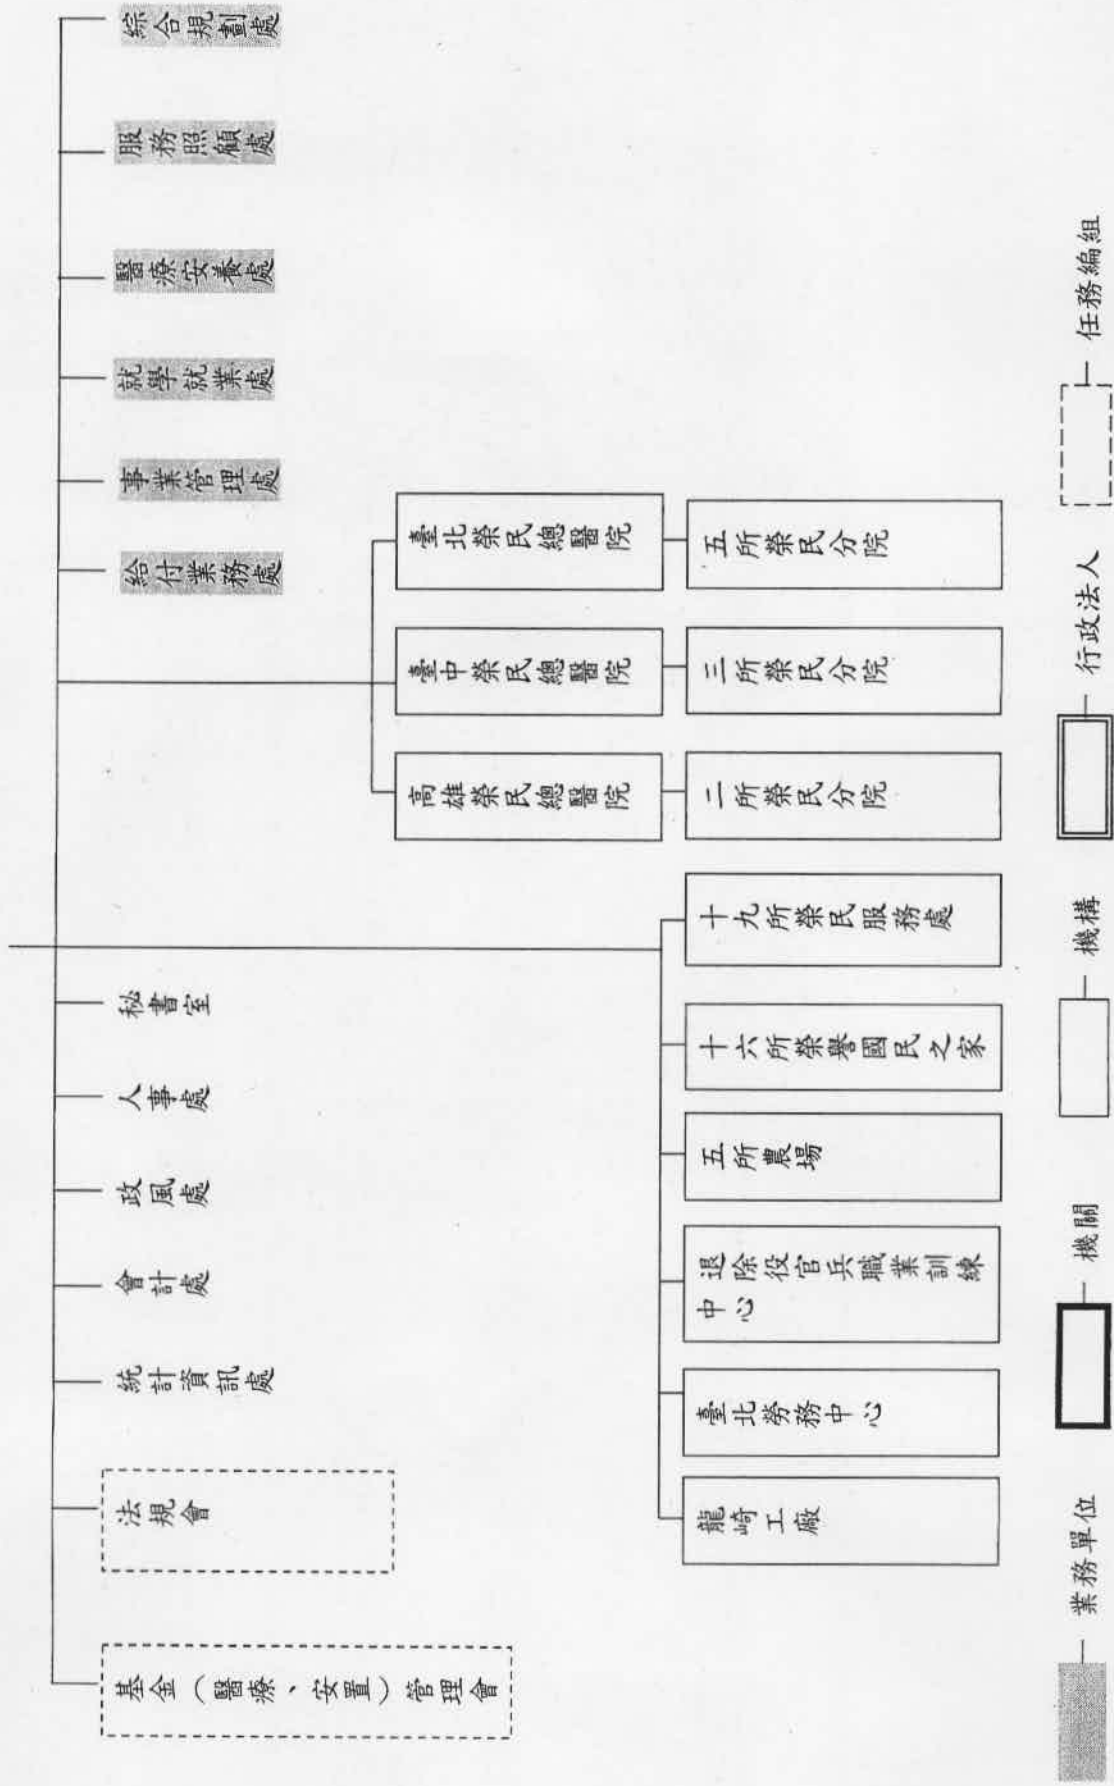 綜合規劃處
服務照顧處
醫療安養處
就學就業處
事業管理處
給付業務處
秘書室
人事處
政風處
會計處
統計資訊處
法規會
基金（醫療、安置）管理會
臺北榮民總醫院
臺中榮民總醫院
高雄榮民總醫院
五所榮民分院
三所榮民分院
二所榮民分院
十九所榮民服務處
十六所榮譽國民之家
五所農場
退除役官兵職業訓練
中心
臺北勞務中心
龍崎工廠
業務單位
機關
機構
行政法人
任務編組